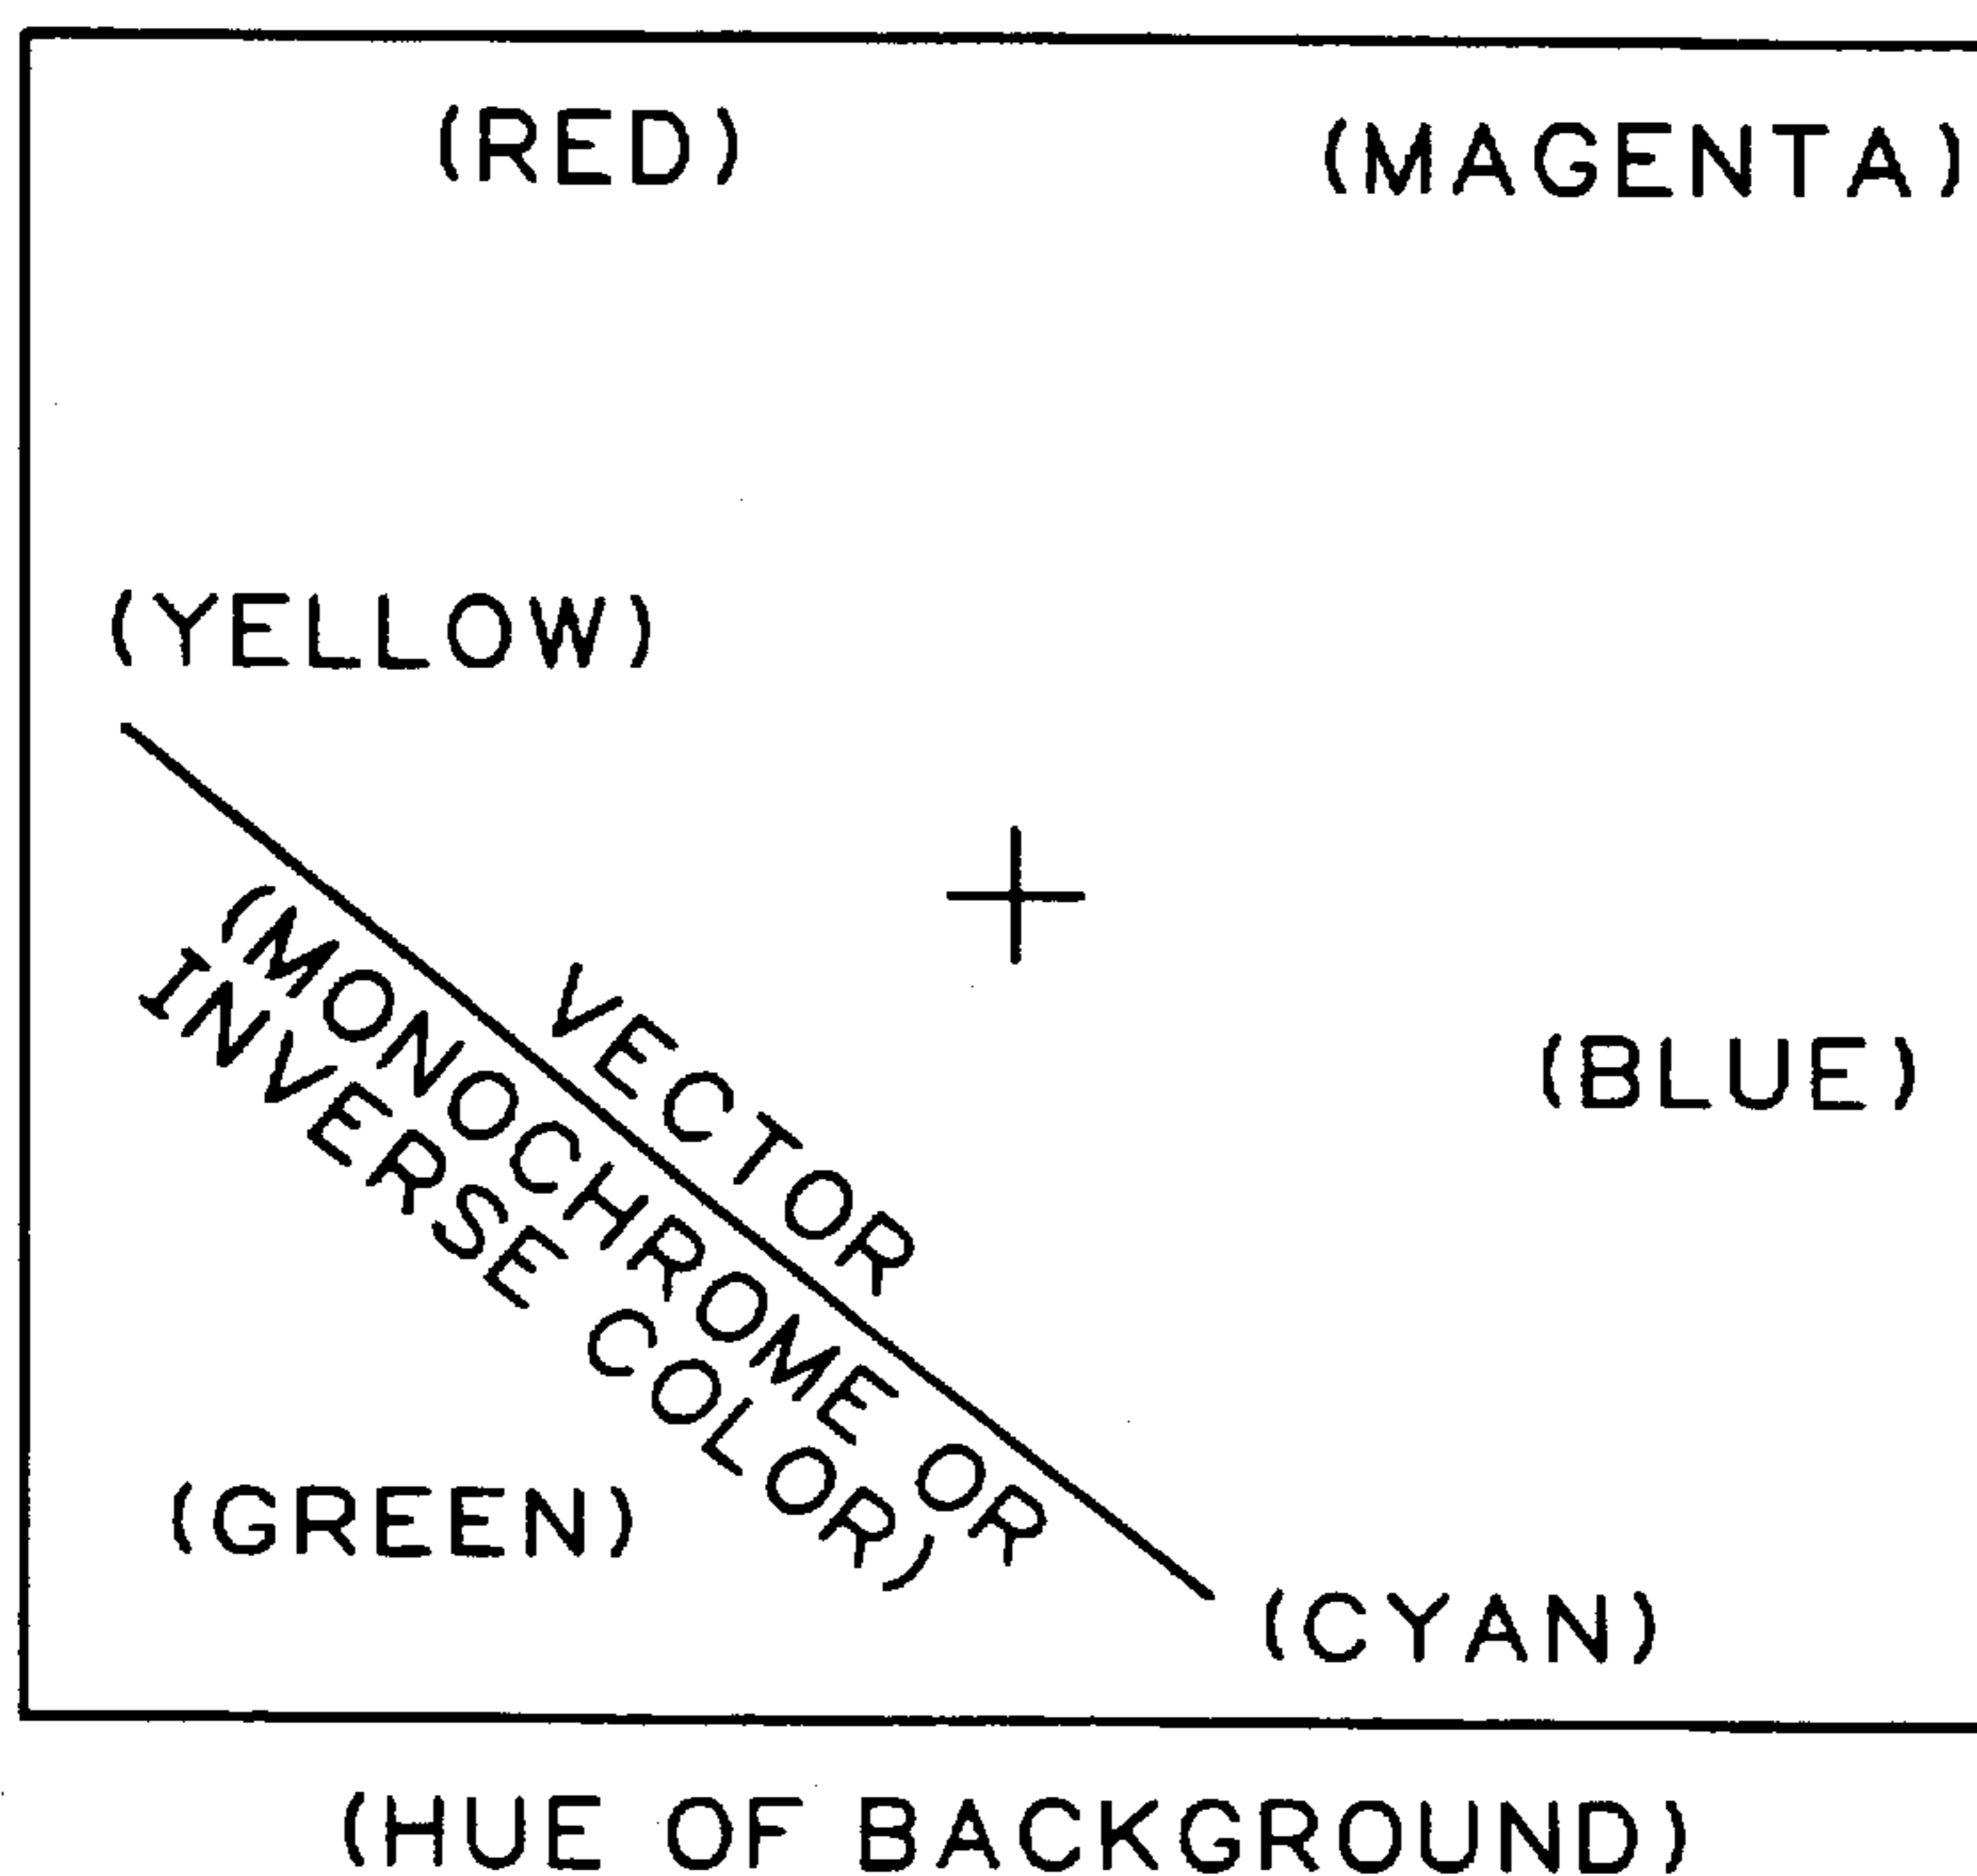 (RED)
(MAGENTA)
(YELLOW)
VECTOR
(MONOCHROME OR
INVERSE COLOR)
(BLUE)
(GREEN)
(CYAN)
(HUE OF BACKGROUND)